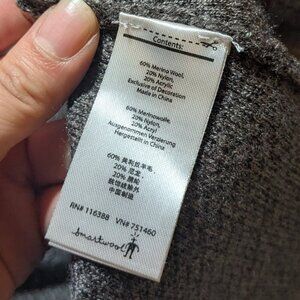 Contents:
60% Merino Wool,
20% Nylon,
20% Acrylic
Exclusive of Decoration
Made in China
60% Merinowolle,
20% Nylon,
20% Acryl
Ausgenommen Verzierung
Hergestellt in China
60% 美利奴羊毛,
20% 尼龙,
20% 腈纶
缀饰物除外
中国制造
RN# 116388 VN# 751460
Smartwool